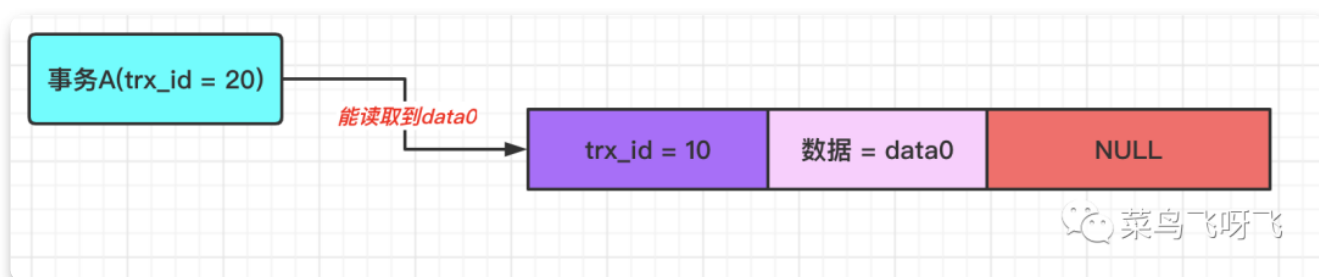 事务A(trx_id = 20)
能读取到data0
trx_id = 10
数据 = data0
NULL
菜鸟飞呀飞